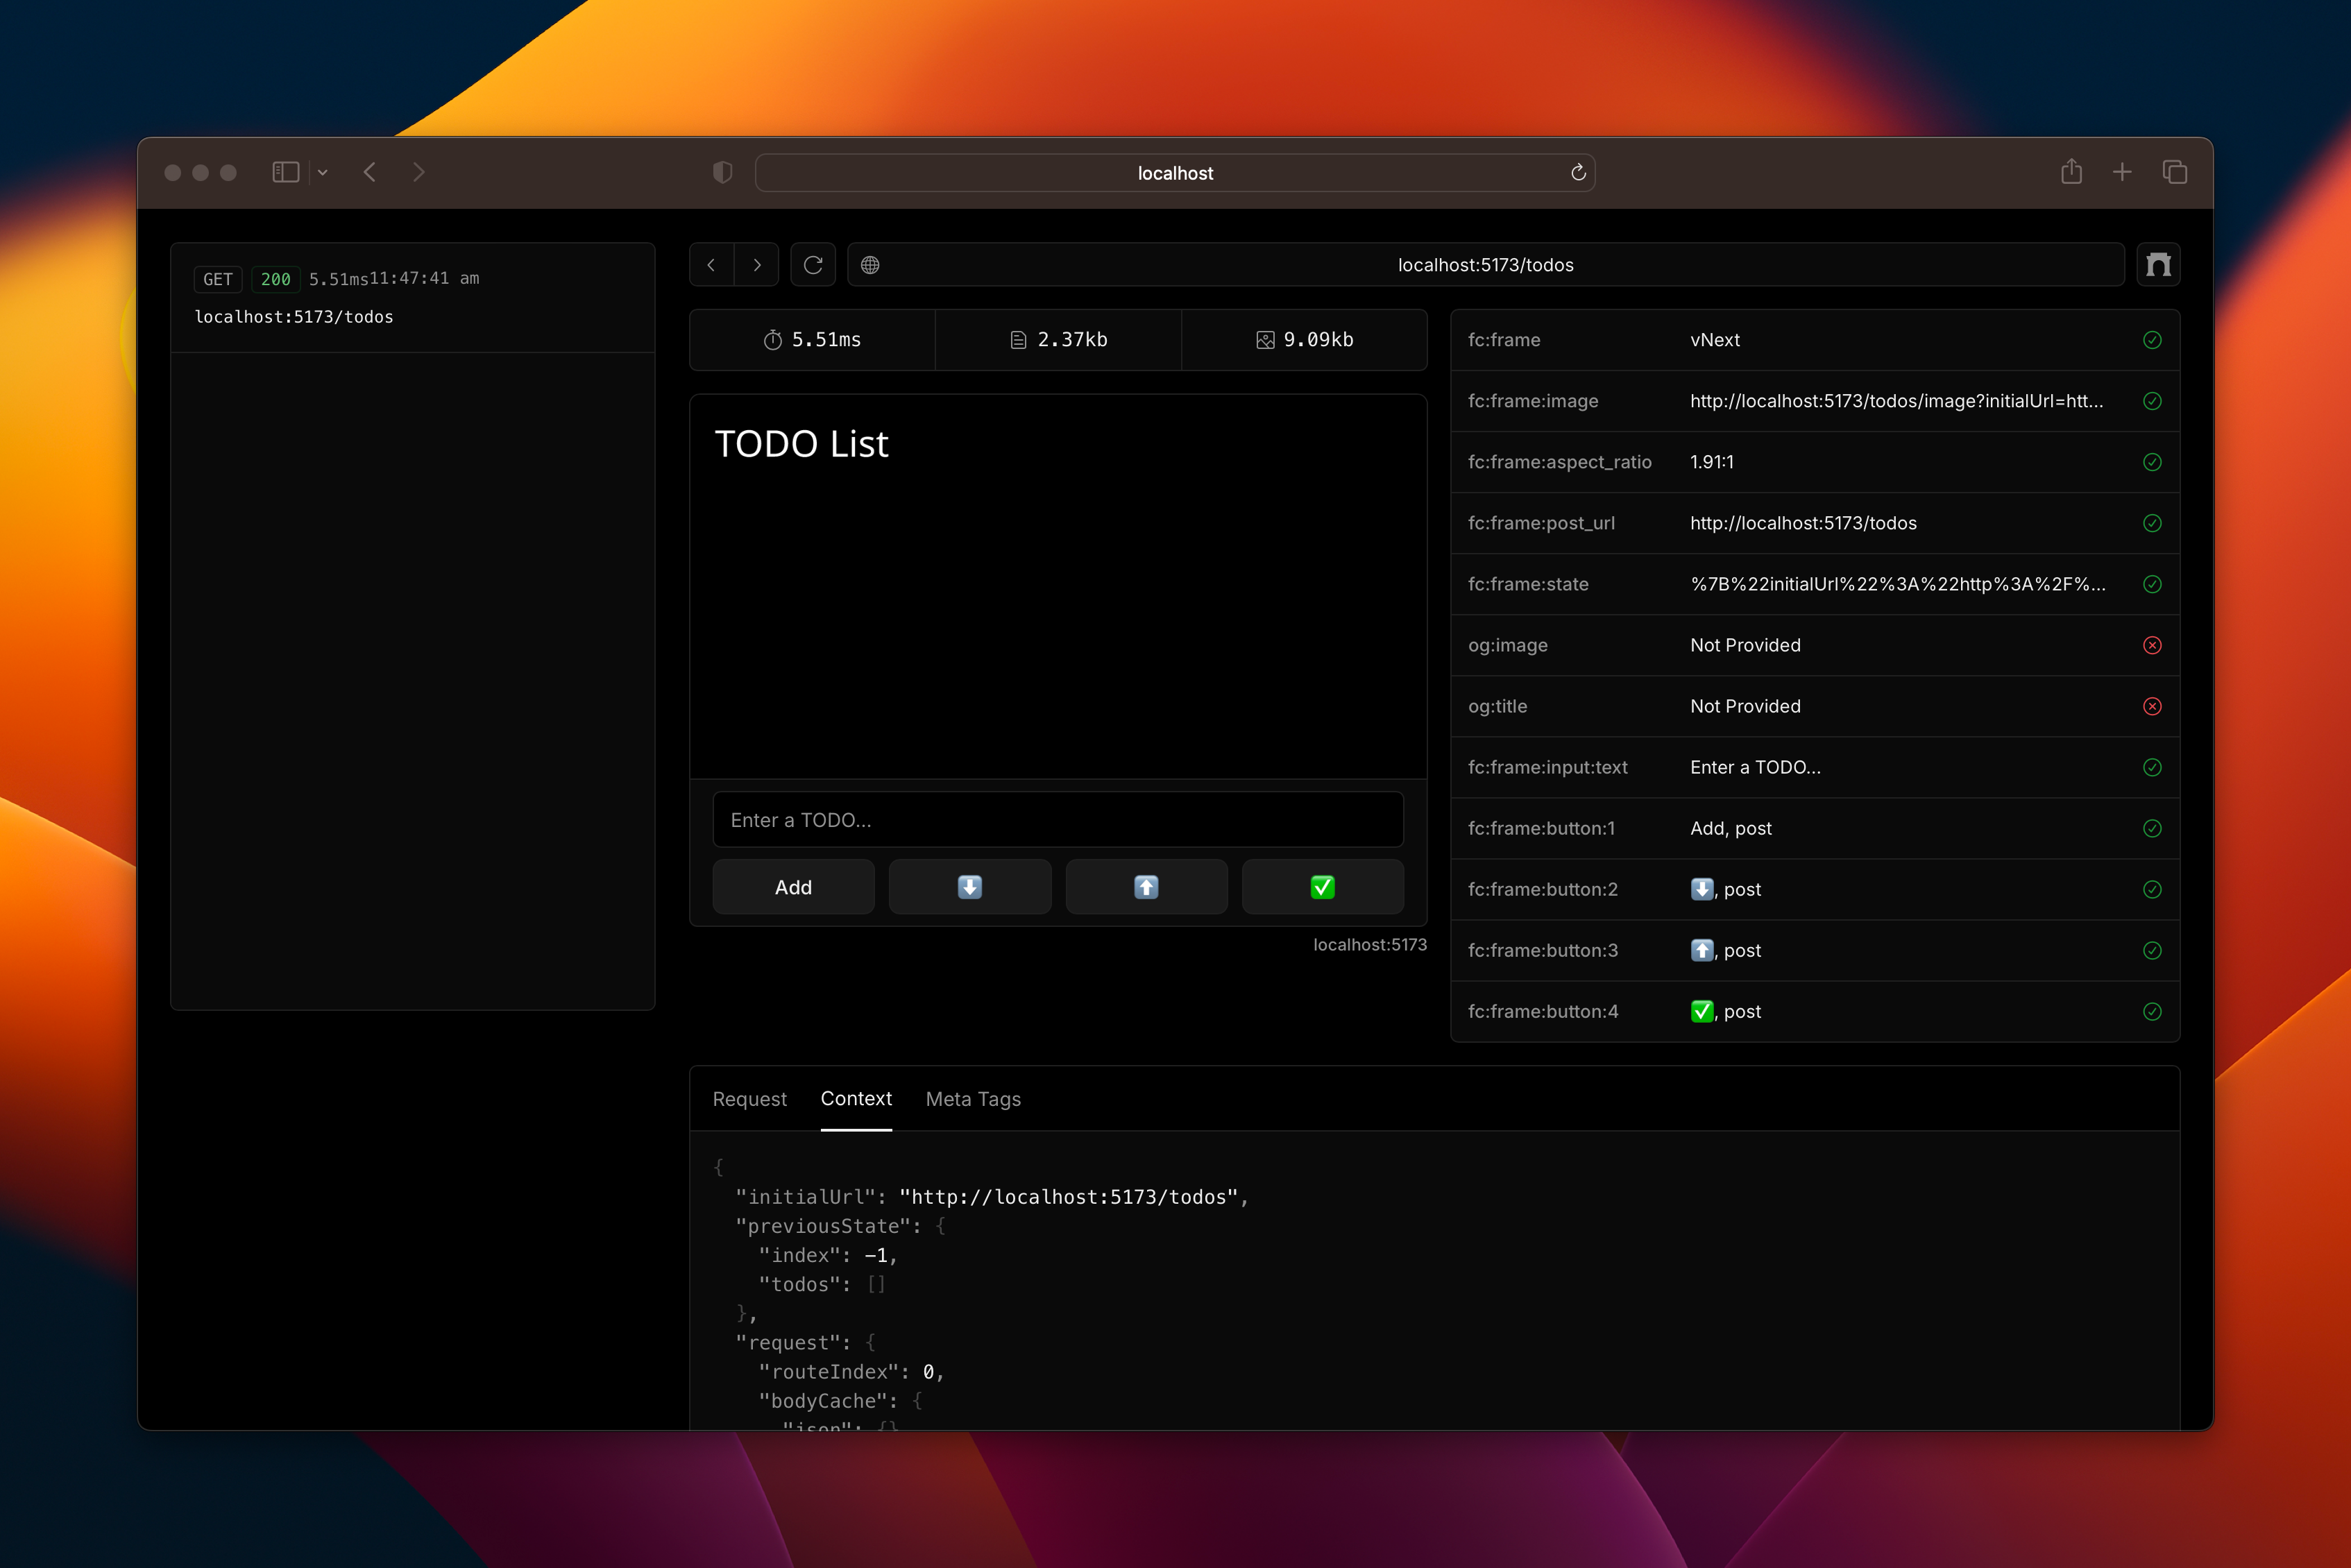 localhost
GET 200 5.51ms11:47:41 am
localhost:5173/todos
localhost:5173/todos
5.51ms 2.37kb 9.09kb
TODO List
Enter a TODO...
Add ⬇️ ⬆️ ✅
localhost:5173
fc:frame vNext
fc:frame:image http://localhost:5173/todos/image?initialUrl=htt...
fc:frame:aspect_ratio 1.91:1
fc:frame:post_url http://localhost:5173/todos
fc:frame:state %7B%22initialUrl%22%3A%22http%3A%2F%...
og:image Not Provided
og:title Not Provided
fc:frame:input:text Enter a TODO...
fc:frame:button:1 Add, post
fc:frame:button:2 ⬇️, post
fc:frame:button:3 ⬆️, post
fc:frame:button:4 ✅, post
Request Context Meta Tags
{
"initialUrl": "http://localhost:5173/todos",
"previousState": {
"index": -1,
"todos": []
},
"request": {
"routeIndex": 0,
"bodyCache": {
"json": {}